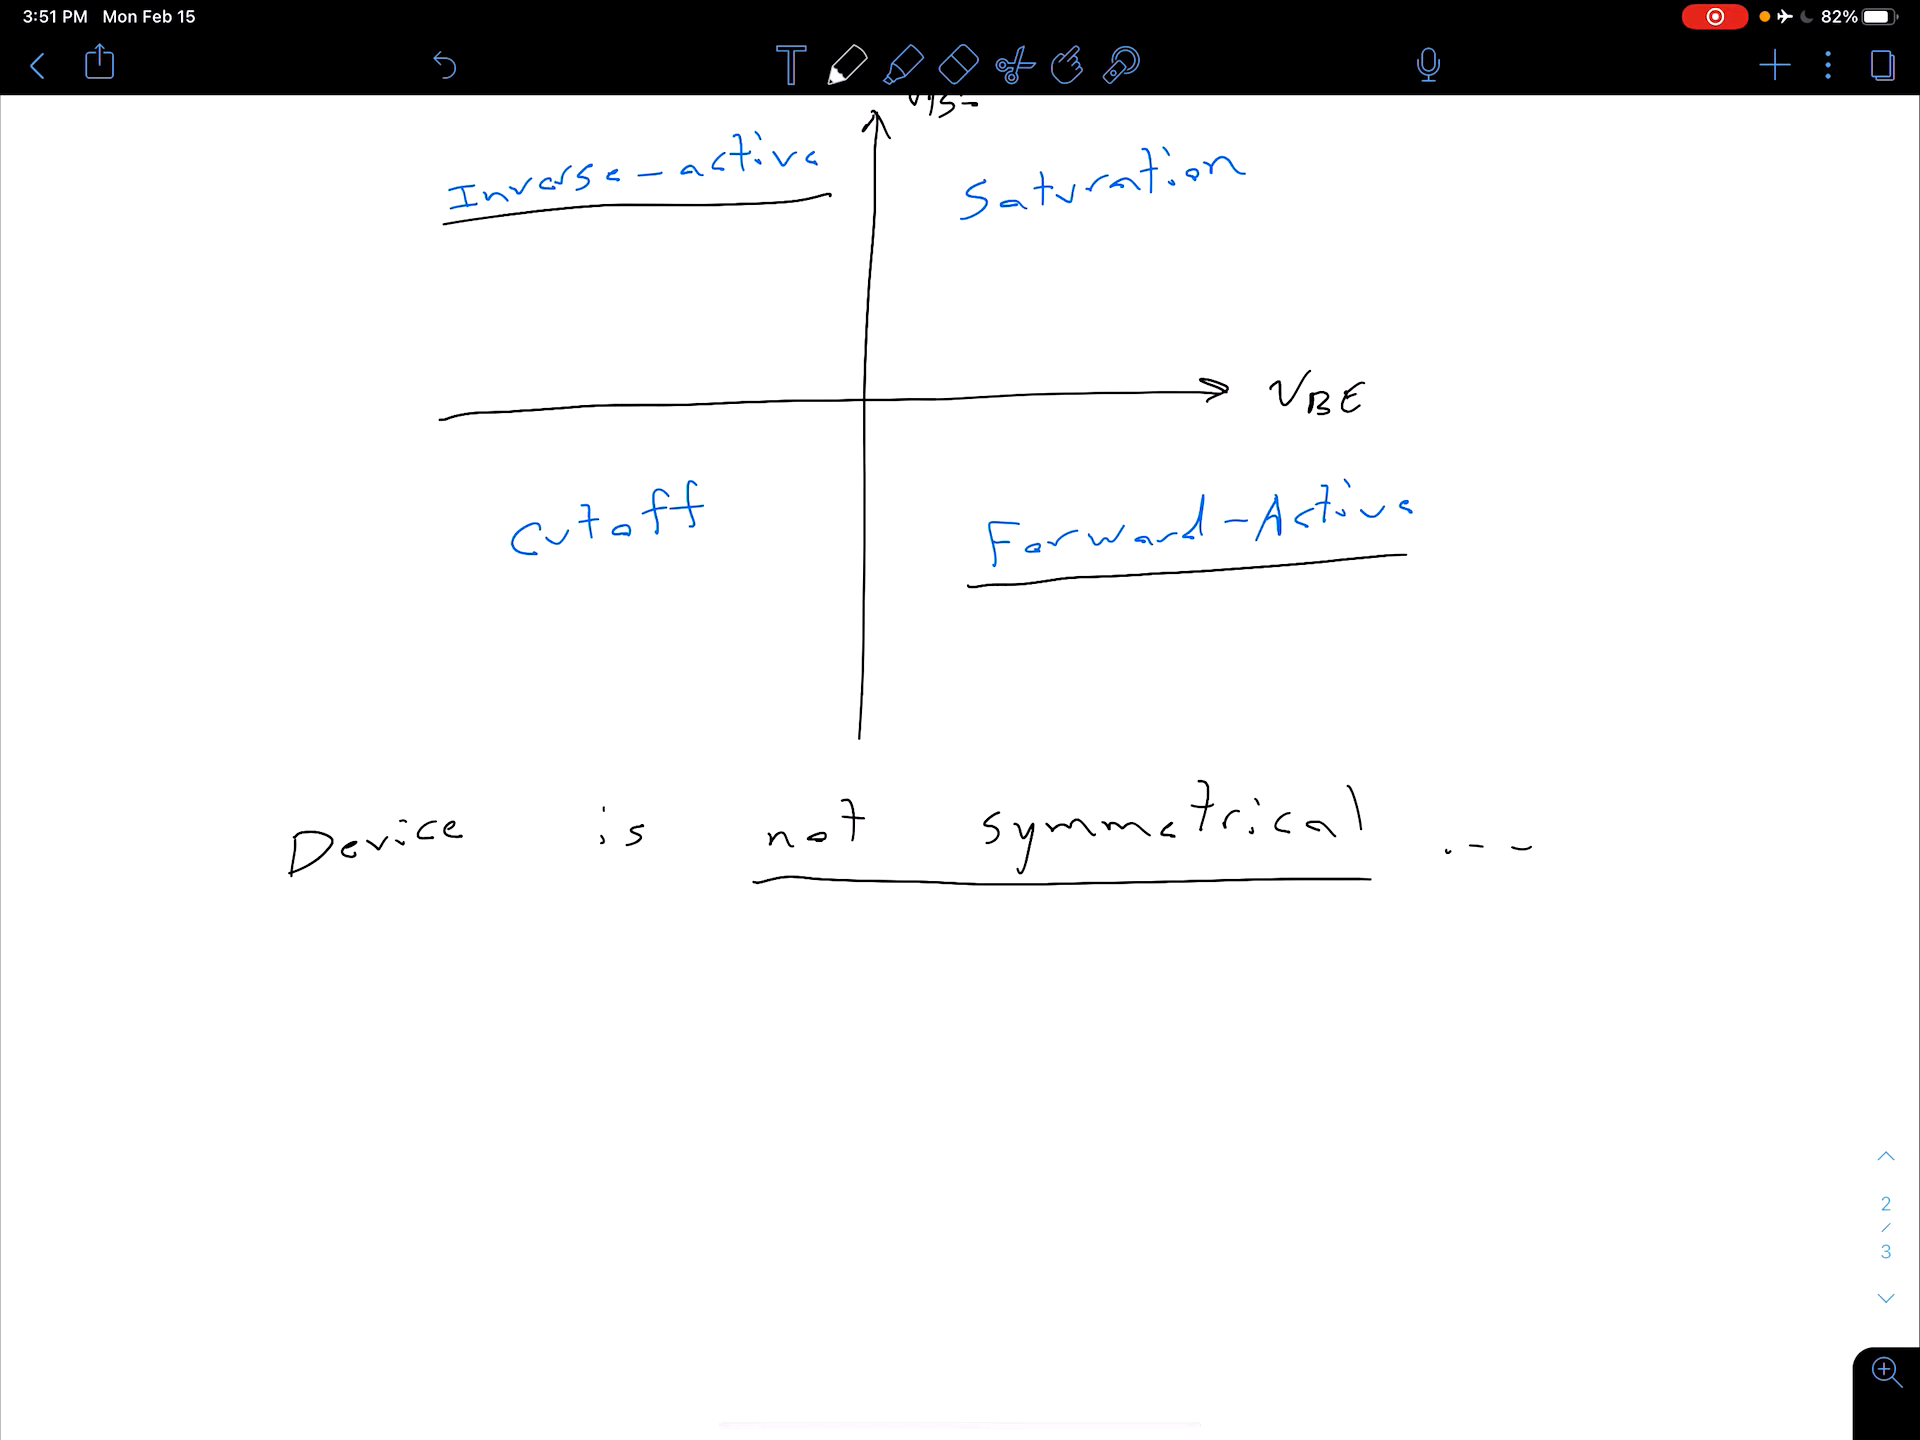 3:51 PM Mon Feb 15
82%
Inverse-active
Saturation
VBE
Cutoff
Forward-Active
Device is not symmetrical ...
2
/
3